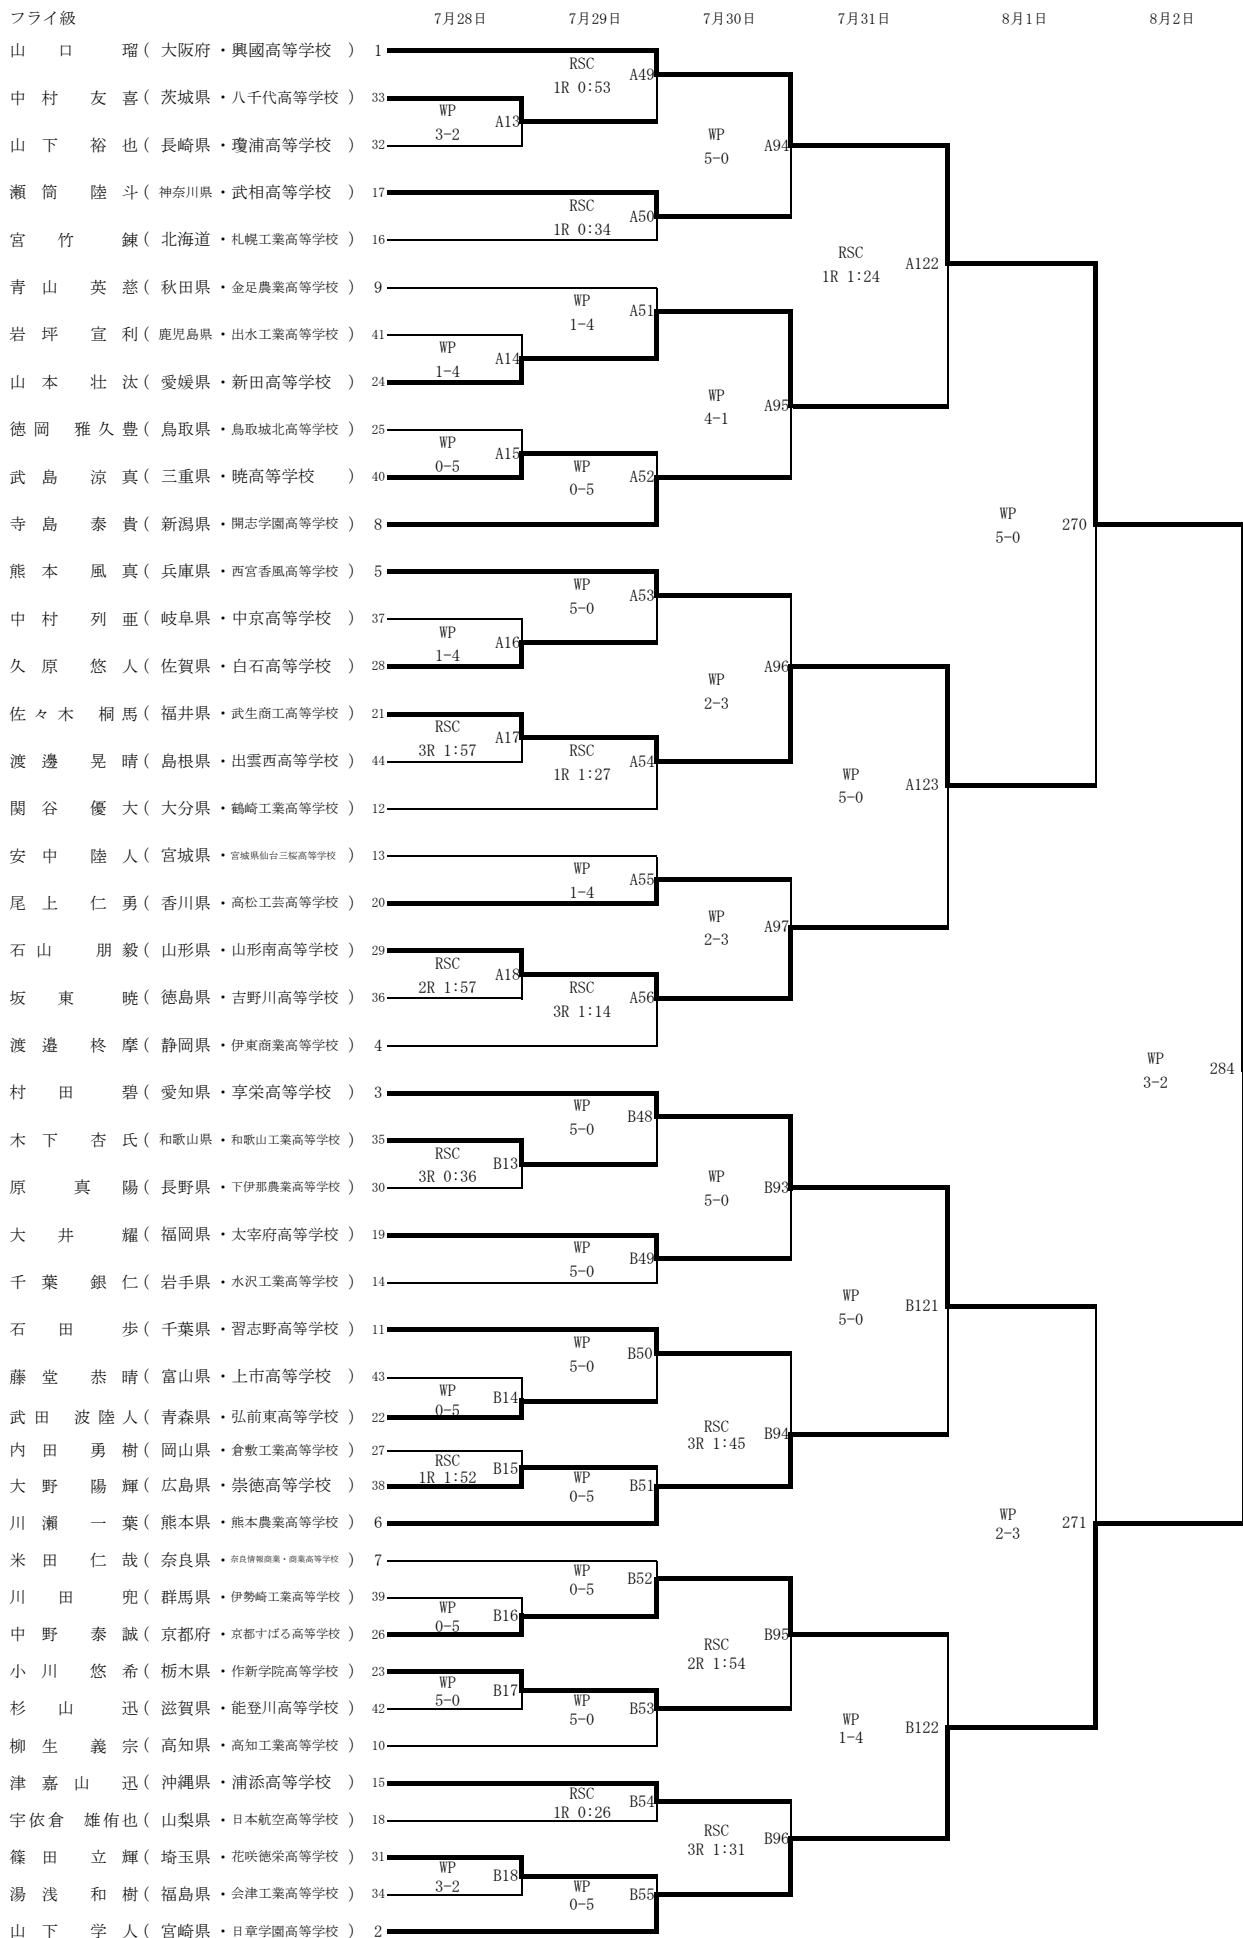 フライ級 7月28日 7月29日 7月30日 7月31日 8月1日 8月2日
山口 瑠 ( 大阪府・興國高等学校 ) 1
RSC 1R 0:53 A49
中村 友喜 ( 茨城県・八千代高等学校 ) 33
WP 3-2 A13
WP 5-0 A94
山下 裕也 ( 長崎県・瓊浦高等学校 ) 32
瀬筒 陸斗 ( 神奈川県・武相高等学校 ) 17
RSC 1R 0:34 A50
宮竹 錬 ( 北海道・札幌工業高等学校 ) 16
RSC 1R 1:24 A122
青山 英慈 ( 秋田県・金足農業高等学校 ) 9
WP 1-4 A51
岩坪 宣利 ( 鹿児島県・出水工業高等学校 ) 41
WP 1-4 A14
山本 壮汰 ( 愛媛県・新田高等学校 ) 24
WP 4-1 A95
徳岡 雅久豊 ( 鳥取県・鳥取城北高等学校 ) 25
WP 0-5 A15
WP 0-5 A52
武島 涼真 ( 三重県・暁高等学校 ) 40
寺島 泰貴 ( 新潟県・開志学園高等学校 ) 8
WP 5-0 270
熊本 風真 ( 兵庫県・西宮香風高等学校 ) 5
WP 5-0 A53
中村 列亜 ( 岐阜県・中京高等学校 ) 37
WP 1-4 A16
久原 悠人 ( 佐賀県・白石高等学校 ) 28
WP 2-3 A96
佐々木 桐馬 ( 福井県・武生商工高等学校 ) 21
RSC 3R 1:57 A17
RSC 1R 1:27 A54
渡邊 晃晴 ( 島根県・出雲西高等学校 ) 44
WP 5-0 A123
関谷 優大 ( 大分県・鶴崎工業高等学校 ) 12
安中 陸人 ( 宮城県・宮城県仙台三桜高等学校 ) 13
WP 1-4 A55
尾上 仁勇 ( 香川県・高松工芸高等学校 ) 20
WP 2-3 A97
石山 朋毅 ( 山形県・山形南高等学校 ) 29
RSC 2R 1:57 A18
RSC 3R 1:14 A56
坂東 暁 ( 徳島県・吉野川高等学校 ) 36
渡邉 柊摩 ( 静岡県・伊東商業高等学校 ) 4
WP 3-2 284
村田 碧 ( 愛知県・享栄高等学校 ) 3
WP 5-0 B48
木下 杏氏 ( 和歌山県・和歌山工業高等学校 ) 35
RSC 3R 0:36 B13
WP 5-0 B93
原 真陽 ( 長野県・下伊那農業高等学校 ) 30
大井 耀 ( 福岡県・太宰府高等学校 ) 19
WP 5-0 B49
千葉 銀仁 ( 岩手県・水沢工業高等学校 ) 14
WP 5-0 B121
石田 歩 ( 千葉県・習志野高等学校 ) 11
WP 5-0 B50
藤堂 恭晴 ( 富山県・上市高等学校 ) 43
WP 0-5 B14
武田 波陸人 ( 青森県・弘前東高等学校 ) 22
RSC 3R 1:45 B94
内田 勇樹 ( 岡山県・倉敷工業高等学校 ) 27
RSC 1R 1:52 B15
WP 0-5 B51
大野 陽輝 ( 広島県・崇徳高等学校 ) 38
川瀬 一葉 ( 熊本県・熊本農業高等学校 ) 6
WP 2-3 271
米田 仁哉 ( 奈良県・奈良情報商業・商業高等学校 ) 7
WP 0-5 B52
川田 兜 ( 群馬県・伊勢崎工業高等学校 ) 39
WP 0-5 B16
中野 泰誠 ( 京都府・京都すばる高等学校 ) 26
RSC 2R 1:54 B95
小川 悠希 ( 栃木県・作新学院高等学校 ) 23
WP 5-0 B17
WP 5-0 B53
杉山 迅 ( 滋賀県・能登川高等学校 ) 42
WP 1-4 B122
柳生 義宗 ( 高知県・高知工業高等学校 ) 10
津嘉山 迅 ( 沖縄県・浦添高等学校 ) 15
RSC 1R 0:26 B54
宇依倉 雄侑也 ( 山梨県・日本航空高等学校 ) 18
RSC 3R 1:31 B96
篠田 立輝 ( 埼玉県・花咲徳栄高等学校 ) 31
WP 3-2 B18
WP 0-5 B55
湯浅 和樹 ( 福島県・会津工業高等学校 ) 34
山下 学人 ( 宮崎県・日章学園高等学校 ) 2